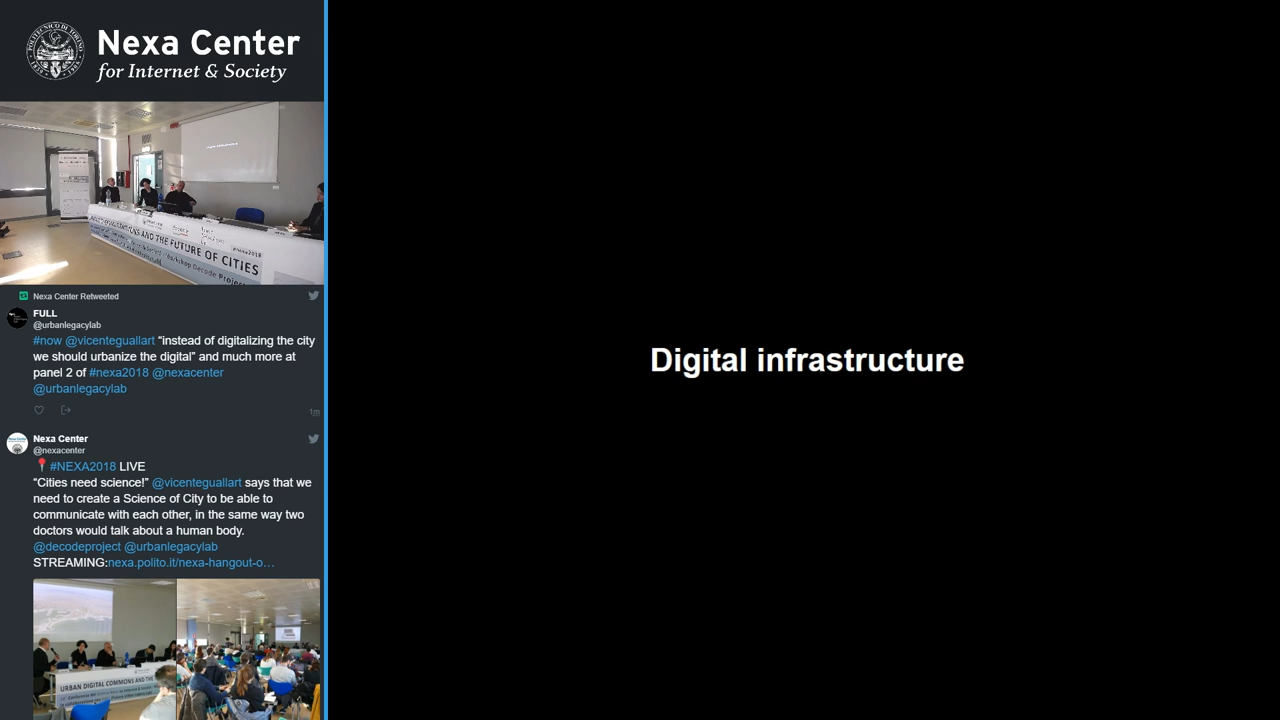 POLITECNICO DI TORINO
Nexa Center
for Internet & Society
COMMONS AND THE FUTURE OF CITIES
Nexa Center Retweeted
FULL
@urbanlegacylab
#now @vicenteguallart “instead of digitalizing the city
we should urbanize the digital” and much more at
panel 2 of #nexa2018 @nexacenter
@urbanlegacylab
1m
Nexa Center
@nexacenter
📍#NEXA2018 LIVE
“Cities need science!” @vicenteguallart says that we
need to create a Science of City to be able to
communicate with each other, in the same way two
doctors would talk about a human body.
@decodeproject @urbanlegacylab
STREAMING:nexa.polito.it/nexa-hangout-o…
URBAN DIGITAL COMMONS AND THE
Digital infrastructure